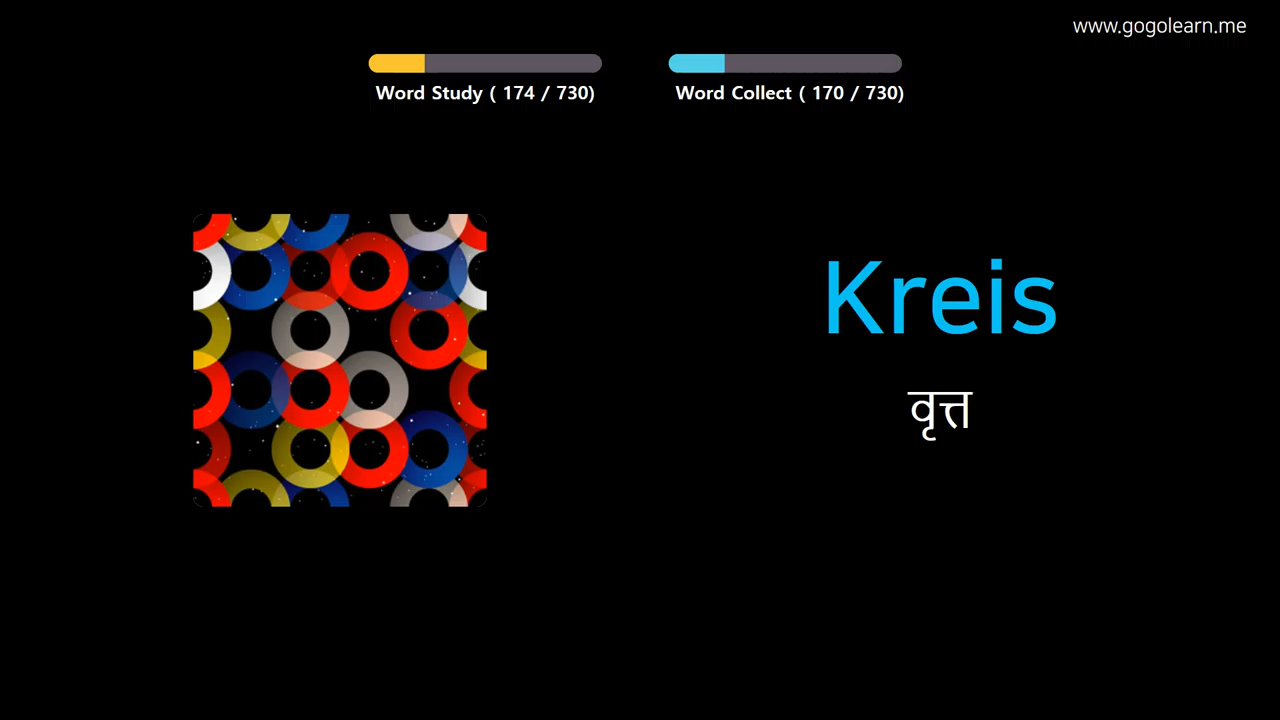 www.gogolearn.me
Word Study ( 174 / 730)
Word Collect ( 170 / 730)
Kreis
वृत्त